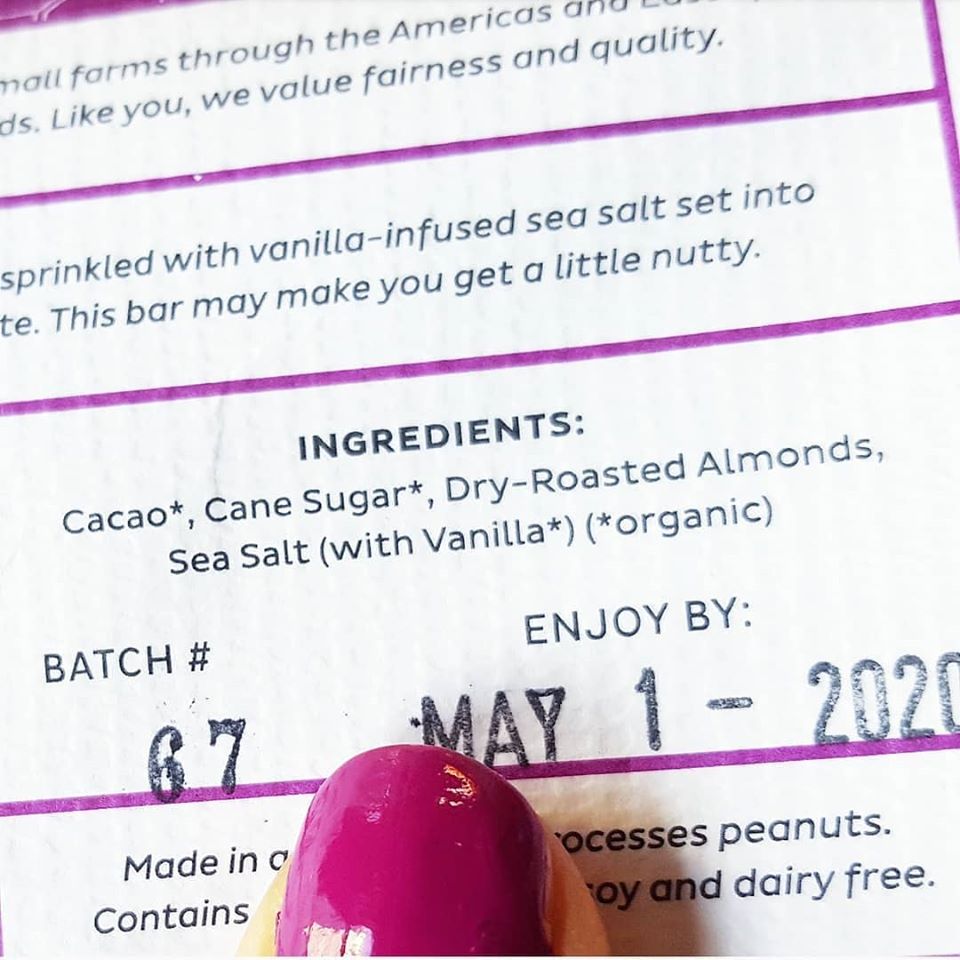 mall farms through the Americas and
ds. Like you, we value fairness and quality.
sprinkled with vanilla-infused sea salt set into
te. This bar may make you get a little nutty.
INGREDIENTS:
Cacao*, Cane Sugar*, Dry-Roasted Almonds,
Sea Salt (with Vanilla*) (*organic)
BATCH #
ENJOY BY:
67
MAY 1 - 2020
Made in a ocesses peanuts.
Contains oy and dairy free.